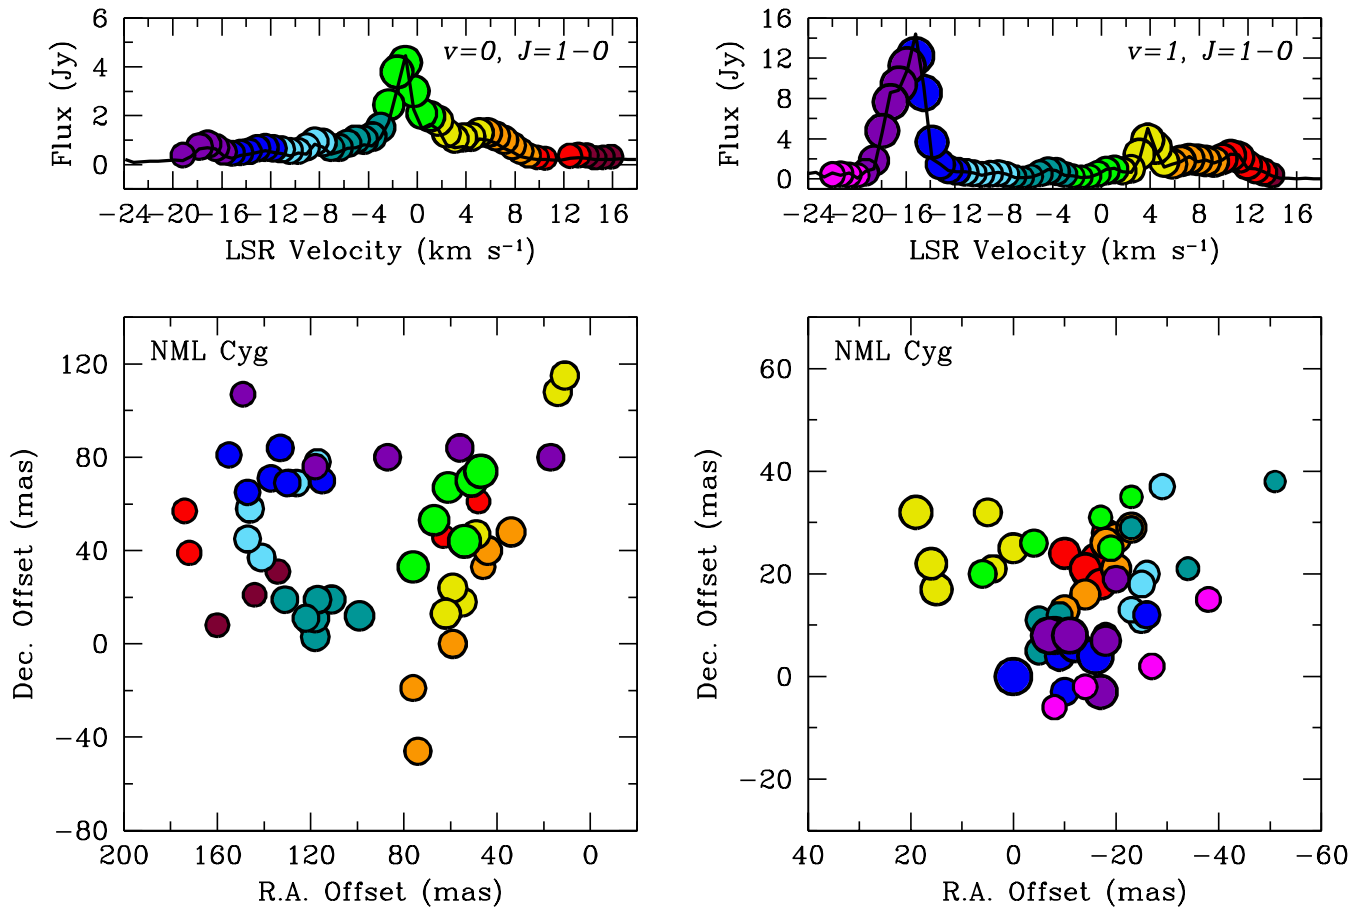 6
4
2
0
Flux (Jy)
v=0, J=1−0
−24 −20 −16 −12 −8 −4 0 4 8 12 16
LSR Velocity (km s⁻¹)
16
12
8
4
0
Flux (Jy)
v=1, J=1−0
−24 −20 −16 −12 −8 −4 0 4 8 12 16
LSR Velocity (km s⁻¹)
NML Cyg
120
80
40
0
−40
−80
Dec. Offset (mas)
200 160 120 80 40 0
R.A. Offset (mas)
NML Cyg
60
40
20
0
−20
Dec. Offset (mas)
40 20 0 −20 −40 −60
R.A. Offset (mas)